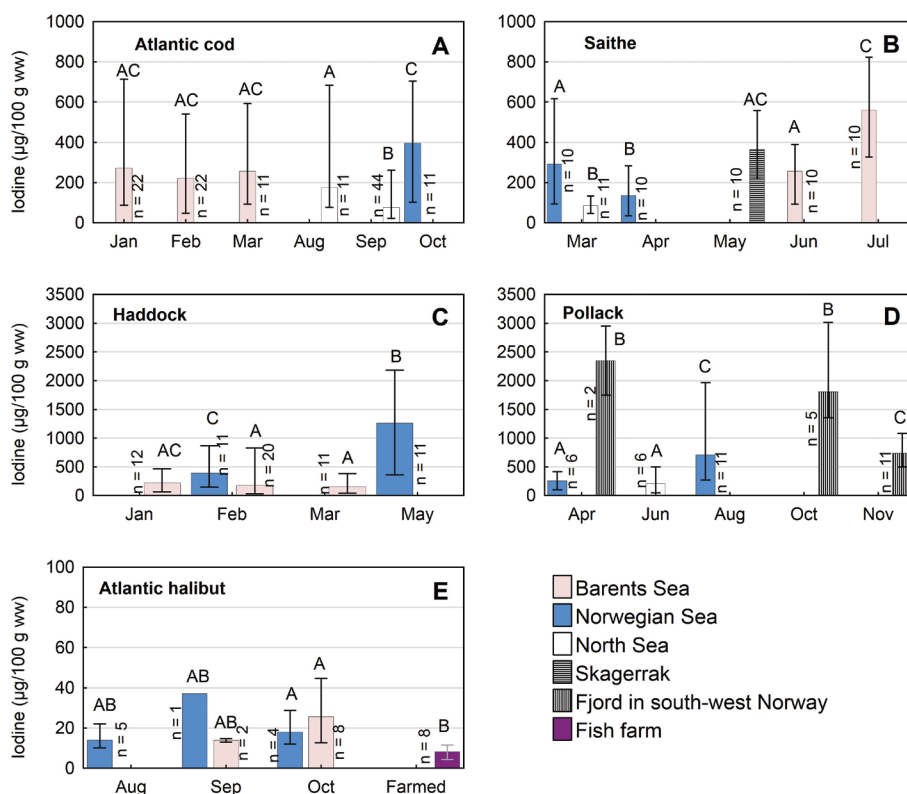 Atlantic cod
A
Iodine (µg/100 g ww)
1000
800
600
400
200
0
AC
AC
AC
A
B
C
n = 22
n = 22
n = 11
n = 11
n = 44
n = 11
Jan
Feb
Mar
Aug
Sep
Oct
Saithe
B
1000
800
600
400
200
0
A
B
B
AC
A
C
n = 10
n = 11
n = 10
n = 10
n = 10
n = 10
Mar
Apr
May
Jun
Jul
Haddock
C
Iodine (µg/100 g ww)
3500
3000
2500
2000
1500
1000
500
0
AC
C
A
A
B
n = 12
n = 11
n = 20
n = 11
n = 11
Jan
Feb
Mar
May
Pollack
D
3500
3000
2500
2000
1500
1000
500
0
A
B
A
C
B
C
n = 6
n = 2
n = 6
n = 11
n = 5
n = 11
Apr
Jun
Aug
Oct
Nov
Atlantic halibut
E
Iodine (µg/100 g ww)
100
80
60
40
20
0
AB
AB
AB
A
A
B
n = 5
n = 1
n = 2
n = 4
n = 8
n = 8
Aug
Sep
Oct
Farmed
Barents Sea
Norwegian Sea
North Sea
Skagerrak
Fjord in south-west Norway
Fish farm